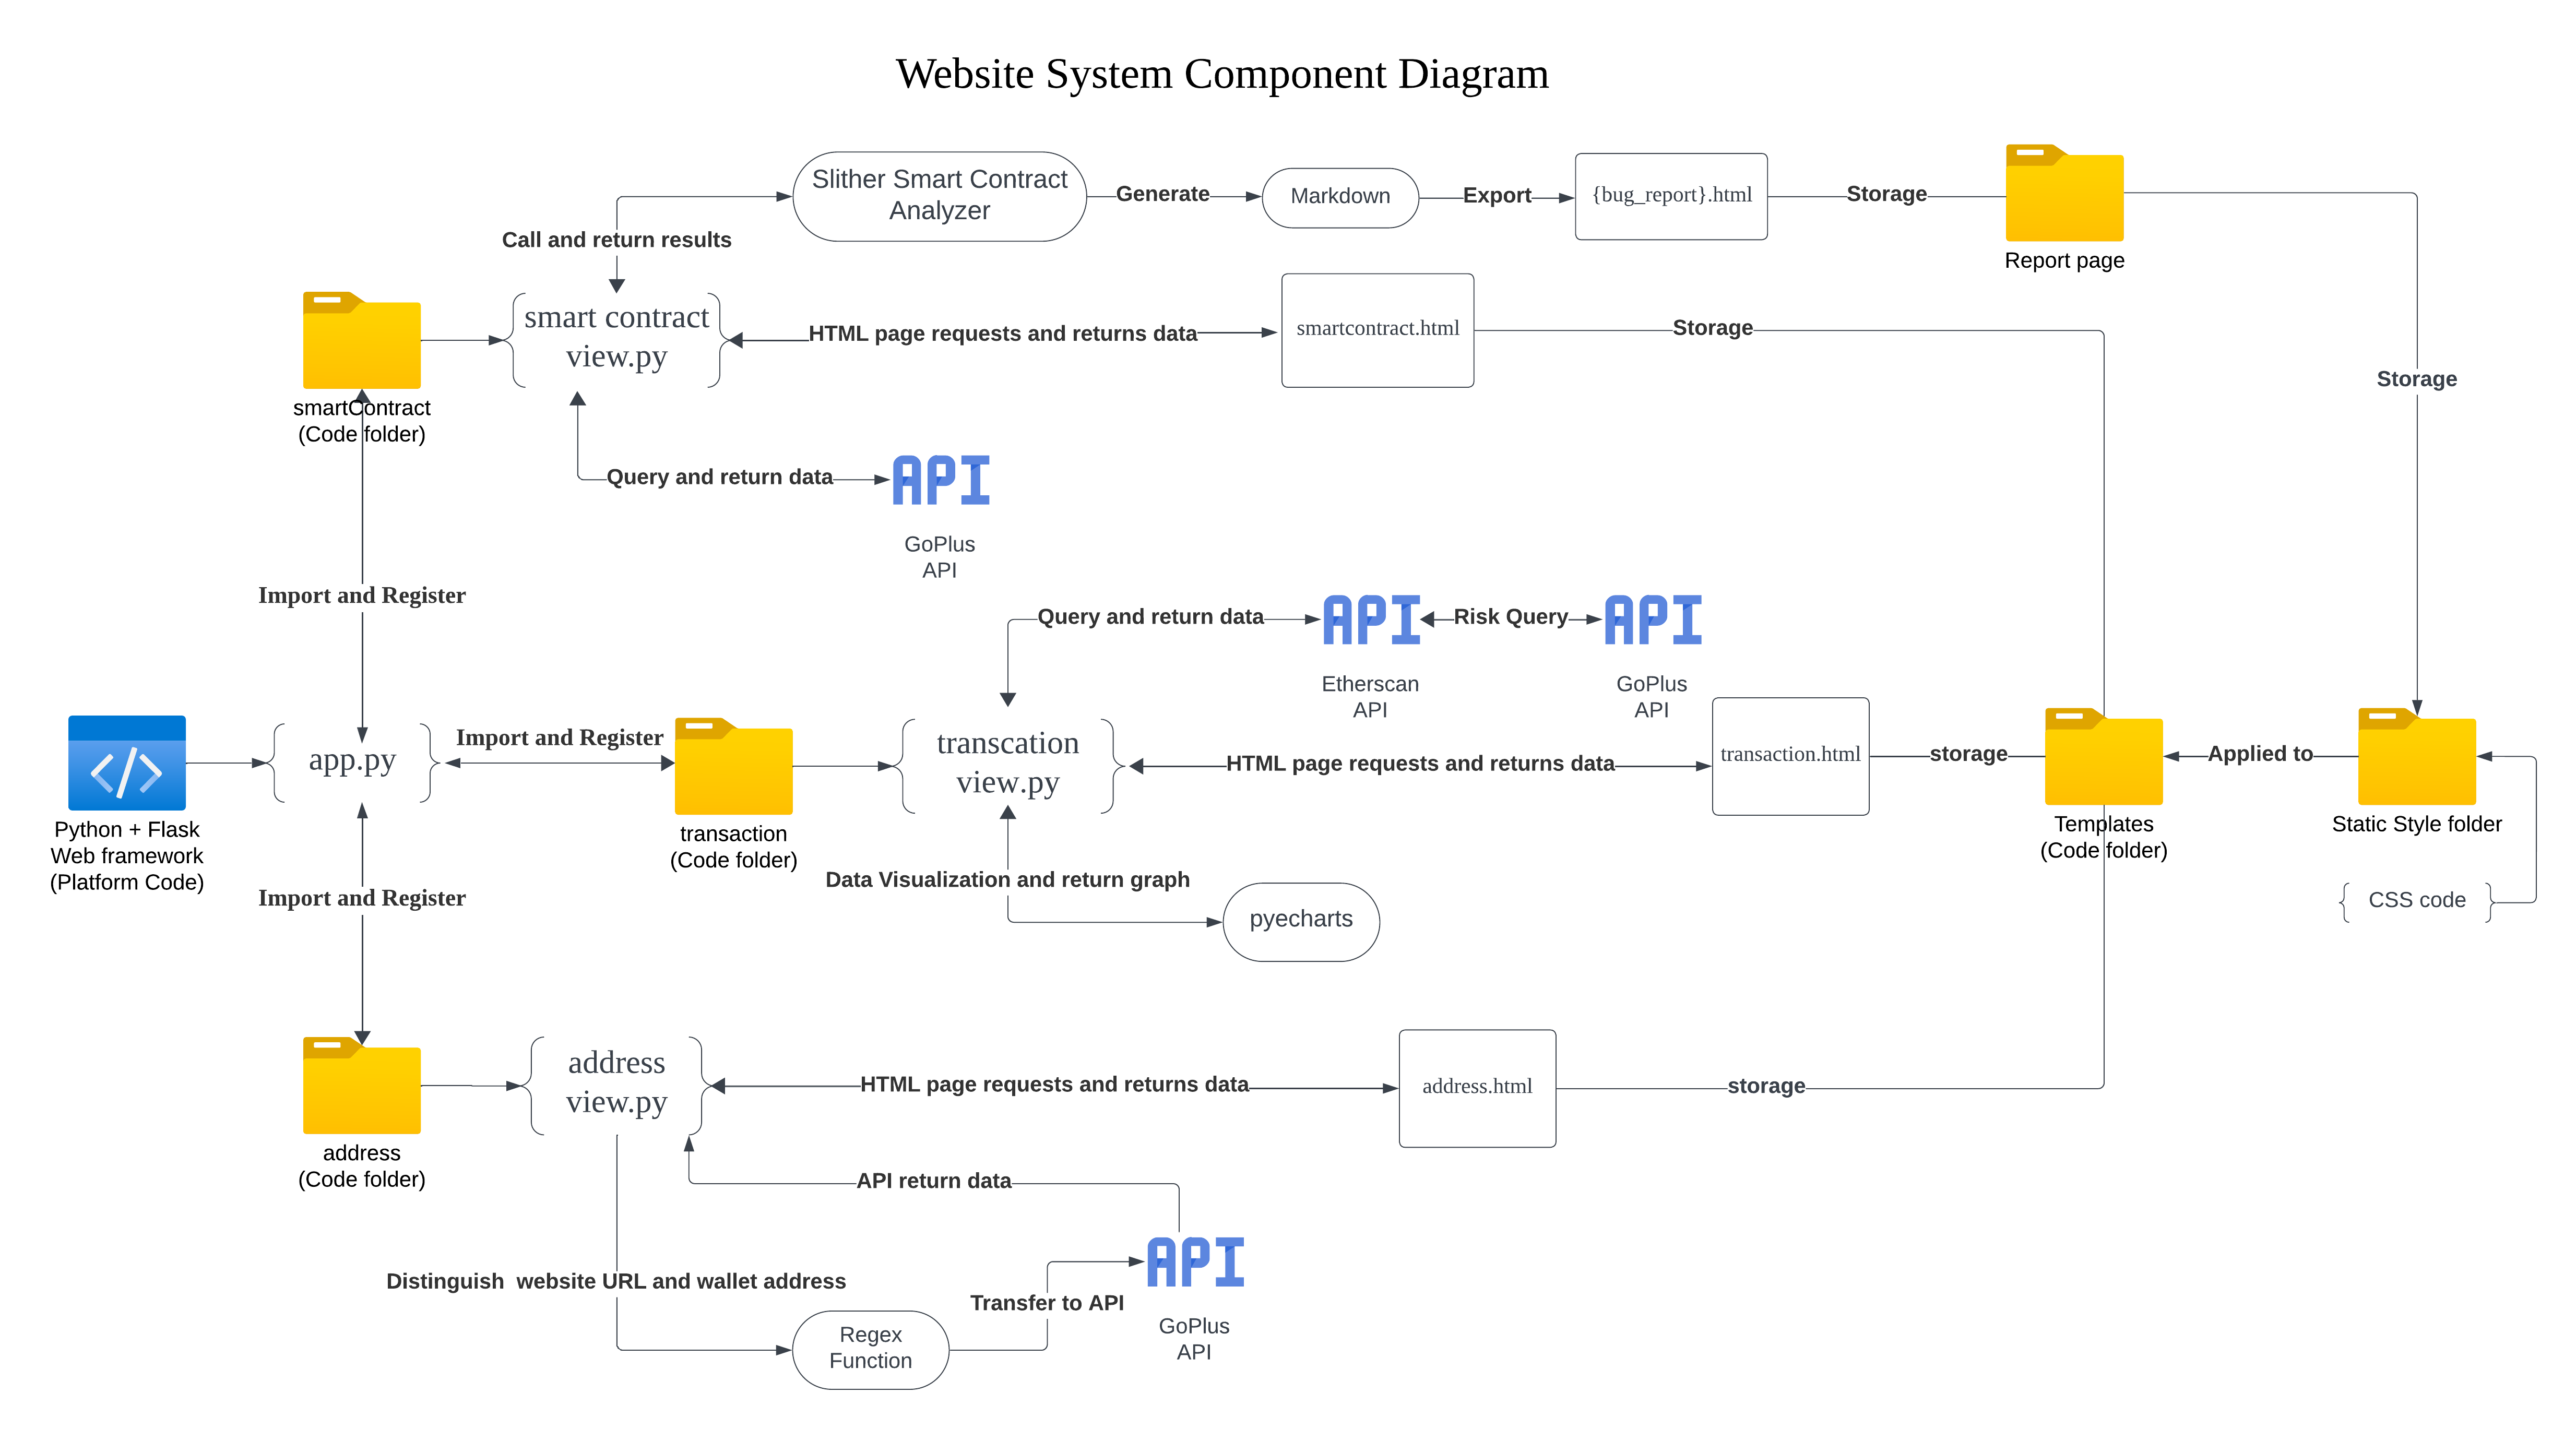 Website System Component Diagram
Slither Smart Contract
Analyzer
Generate
Markdown
Export
{bug_report}.html
Storage
Report page
Call and return results
smart contract
view.py
HTML page requests and returns data
smartcontract.html
Storage
Storage
smartContract
(Code folder)
Query and return data
API
GoPlus
API
Import and Register
Query and return data
API
Risk Query
API
Etherscan
API
GoPlus
API
Python + Flask
Web framework
(Platform Code)
app.py
Import and Register
transaction
(Code folder)
transcation
view.py
HTML page requests and returns data
transaction.html
storage
Templates
(Code folder)
Applied to
Static Style folder
CSS code
Import and Register
Data Visualization and return graph
pyecharts
address
(Code folder)
address
view.py
HTML page requests and returns data
address.html
storage
API return data
Distinguish  website URL and wallet address
Regex
Function
Transfer to API
API
GoPlus
API